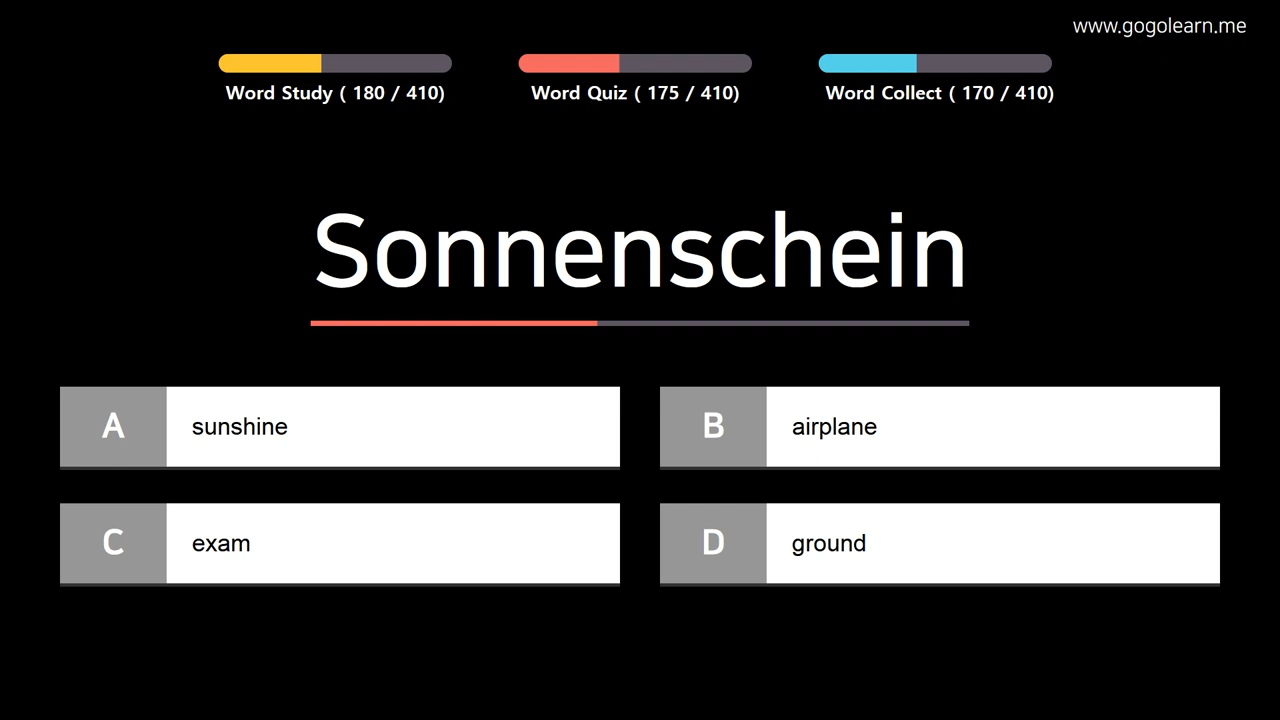 www.gogolearn.me
Word Study ( 180 / 410)
Word Quiz ( 175 / 410)
Word Collect ( 170 / 410)
Sonnenschein
A sunshine
B airplane
C exam
D ground